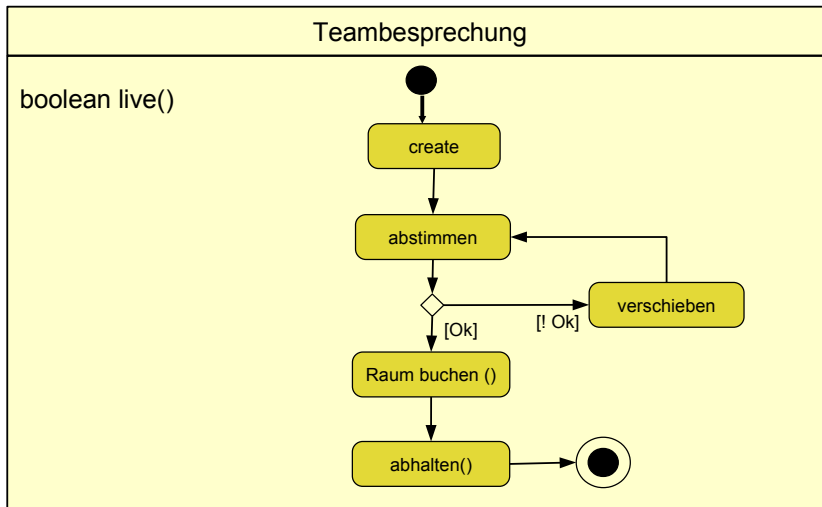 Teambesprechung
boolean live()
create
abstimmen
verschieben
[Ok]
[! Ok]
Raum buchen ()
abhalten()